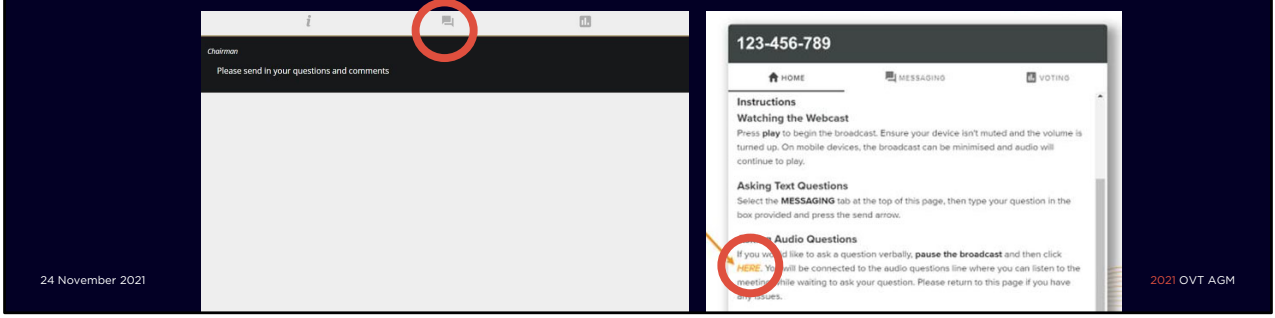 Chairman
Please send in your questions and comments
24 November 2021
123-456-789
HOME MESSAGING VOTING
Instructions
Watching the Webcast
Press play to begin the broadcast. Ensure your device isn't muted and the volume is
turned up. On mobile devices, the broadcast can be minimised and audio will
continue to play.
Asking Text Questions
Select the MESSAGING tab at the top of this page, then type your question in the
box provided and press the send arrow.
Audio Questions
If you would like to ask a question verbally, pause the broadcast and then click
HERE. You will be connected to the audio questions line where you can listen to the
meeting while waiting to ask your question. Please return to this page if you have
any issues.
2021 OVT AGM